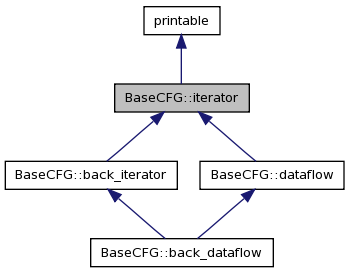 printable
BaseCFG::iterator
BaseCFG::back_iterator
BaseCFG::dataflow
BaseCFG::back_dataflow